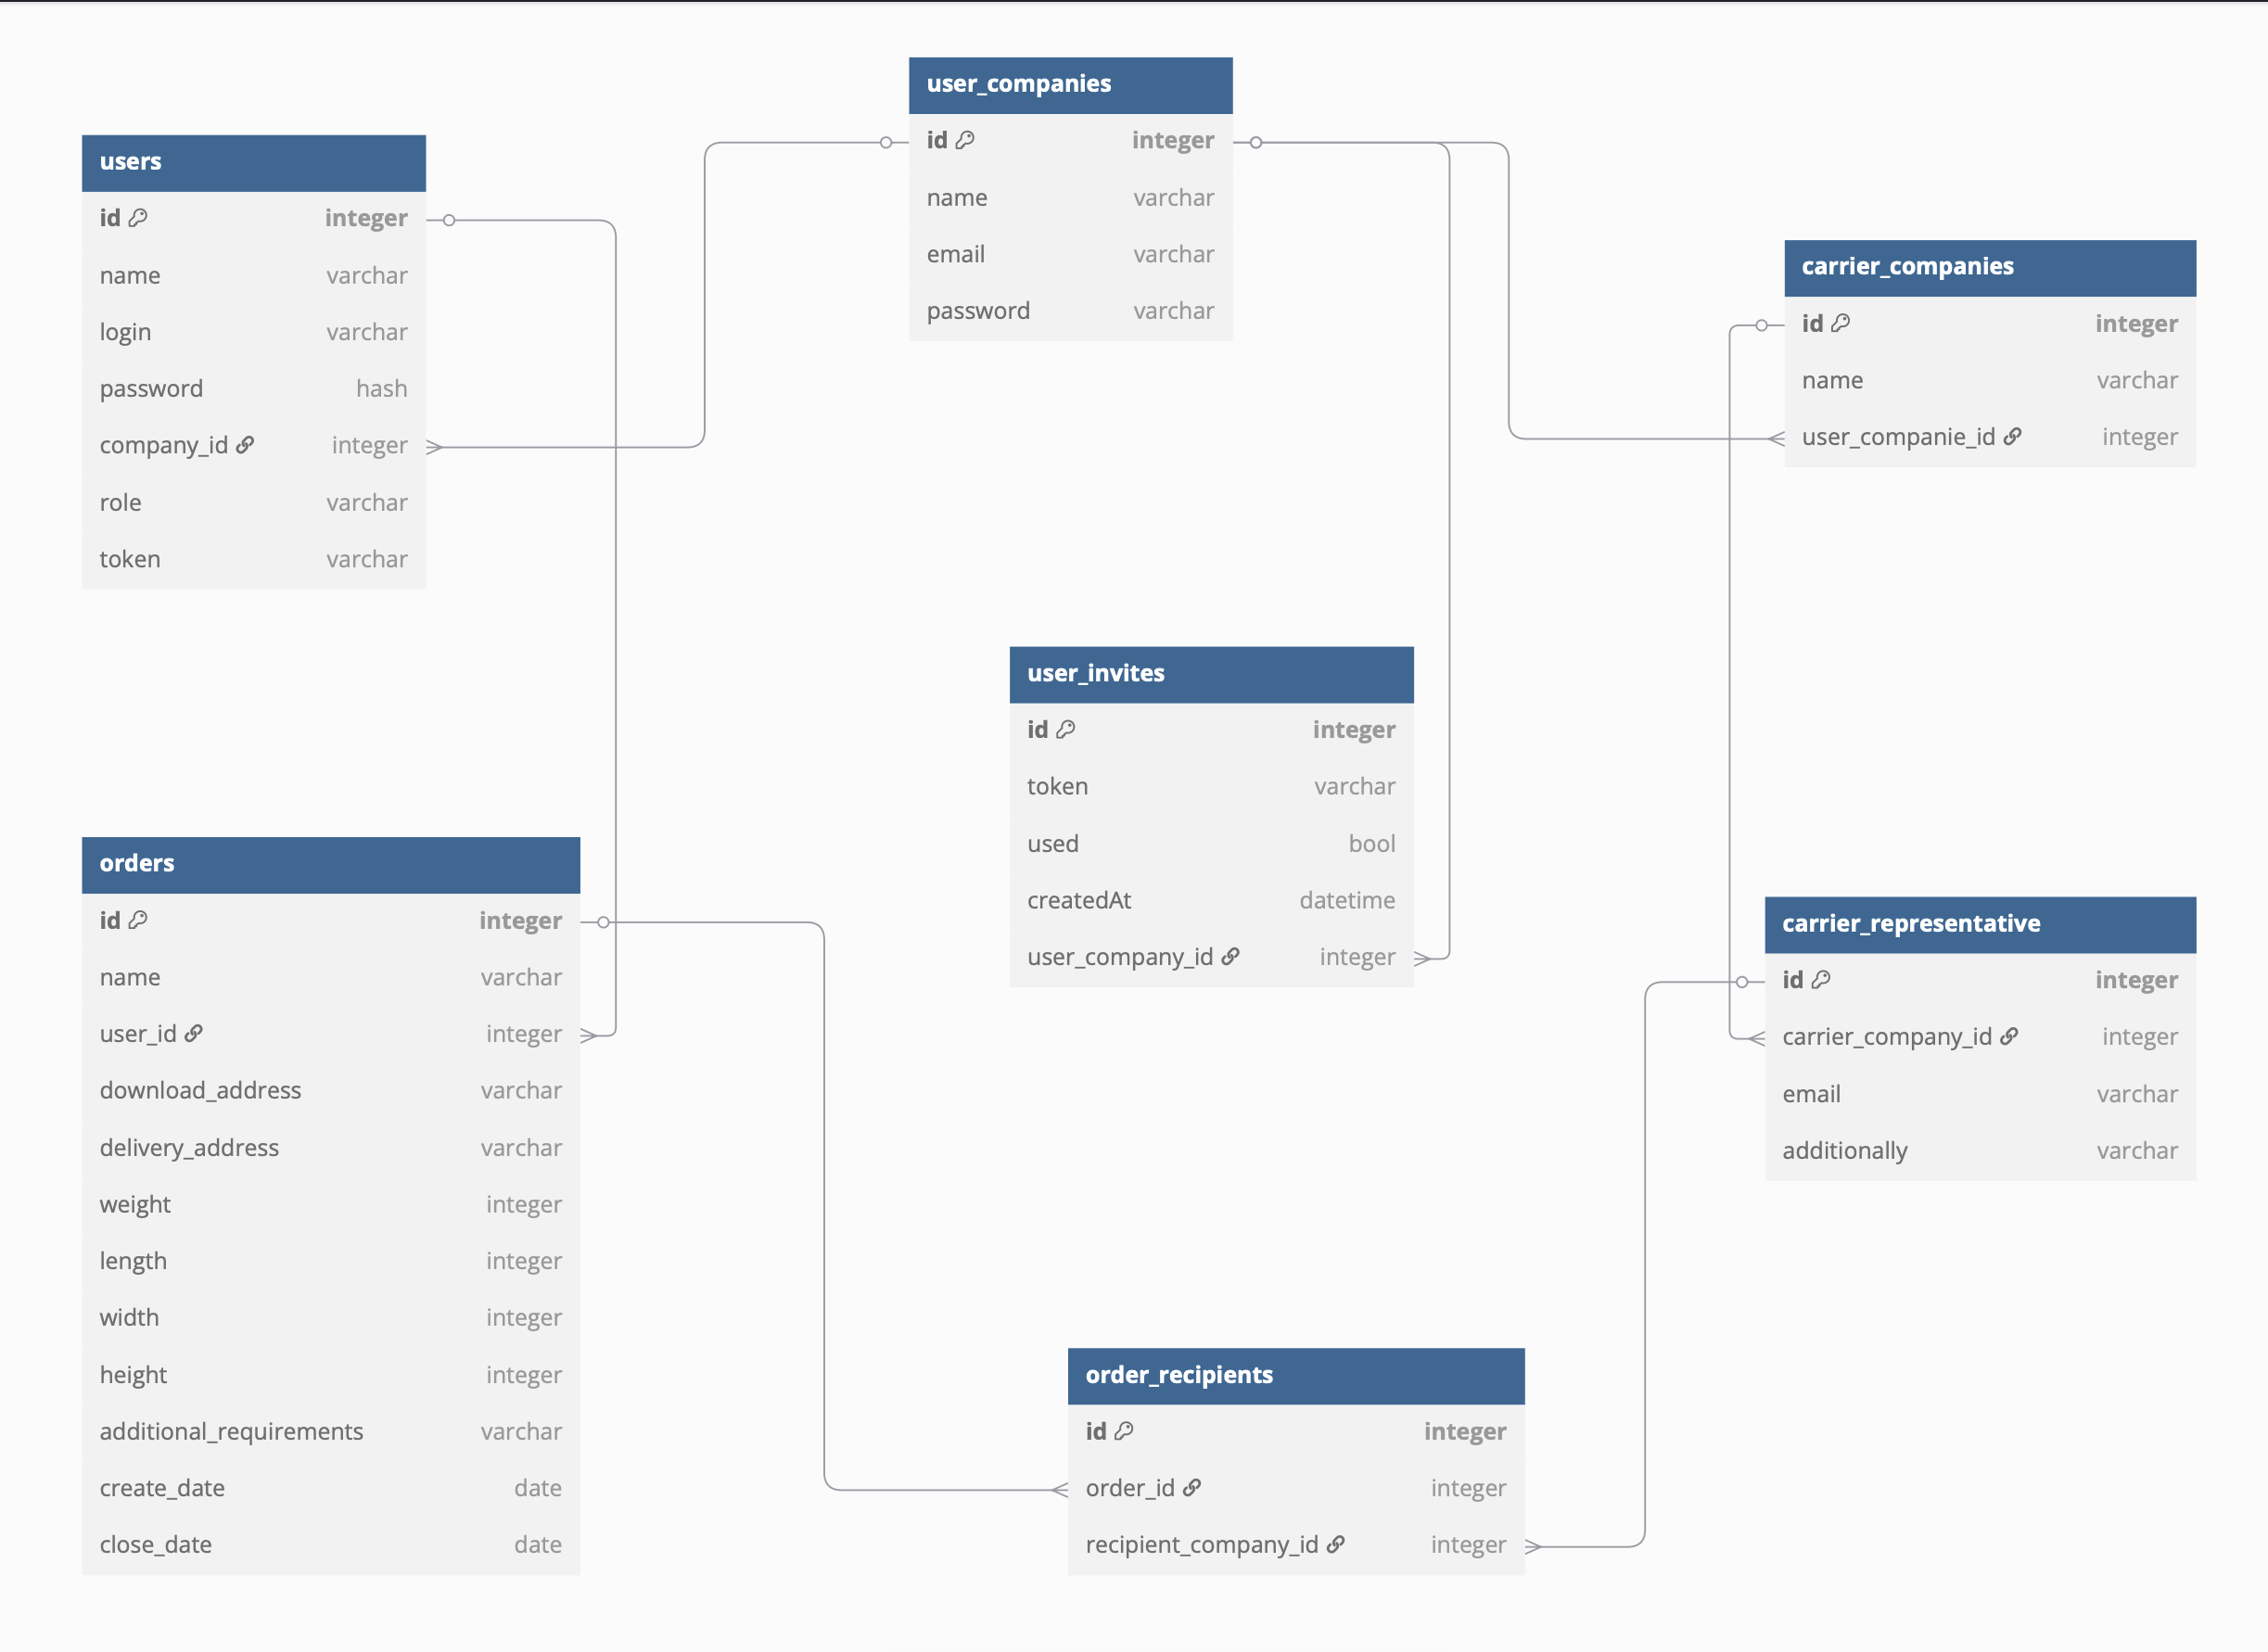 user_companies
id integer
name varchar
email varchar
password varchar
users
id integer
name varchar
login varchar
password hash
company_id integer
role varchar
token varchar
carrier_companies
id integer
name varchar
user_companie_id integer
user_invites
id integer
token varchar
used bool
createdAt datetime
user_company_id integer
orders
id integer
name varchar
user_id integer
download_address varchar
delivery_address varchar
weight integer
length integer
width integer
height integer
additional_requirements varchar
create_date date
close_date date
carrier_representative
id integer
carrier_company_id integer
email varchar
additionally varchar
order_recipients
id integer
order_id integer
recipient_company_id integer